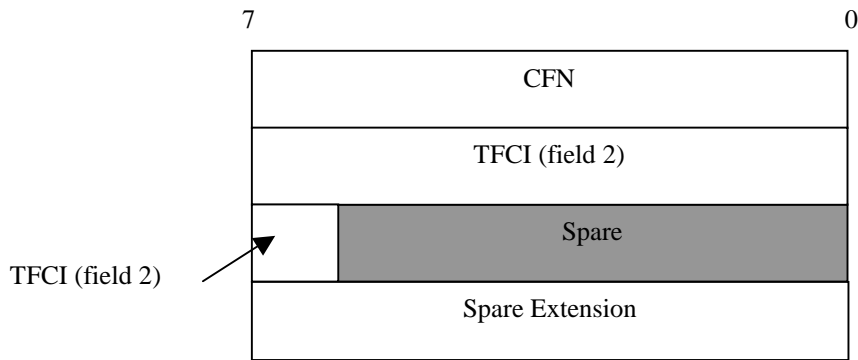 7 0
CFN
TFCI (field 2)
Spare
TFCI (field 2)
Spare Extension